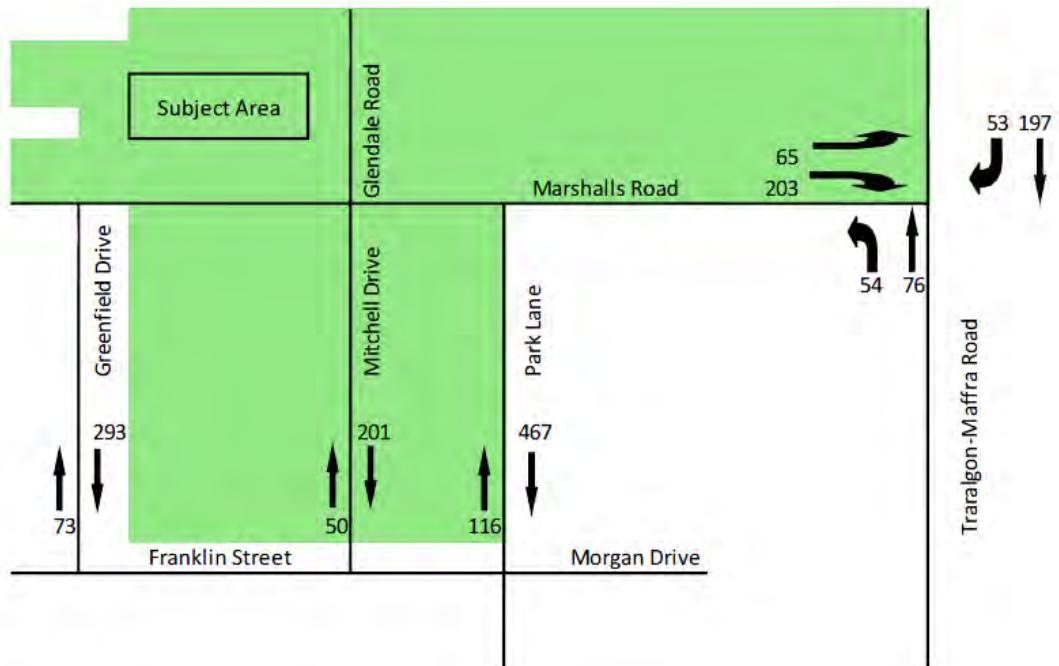 Subject Area
Glendale Road
53 197
65
203
Marshalls Road
54 76
Greenfield Drive
Mitchell Drive
Park Lane
Traralgon-Maffra Road
293
201
467
73
50
116
Franklin Street
Morgan Drive